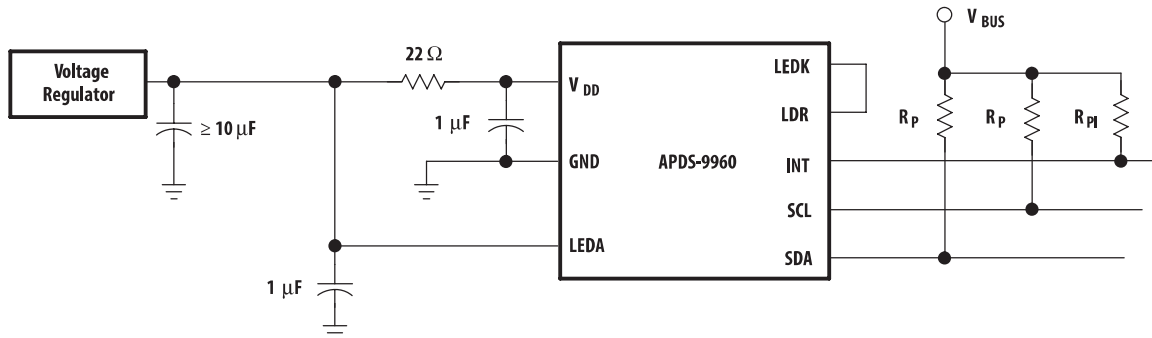 V BUS
Voltage
Regulator
22 Ω
≥ 10 μF
1 μF
V DD
GND
LEDA
1 μF
APDS-9960
LEDK
LDR
INT
SCL
SDA
R P
R P
R PI